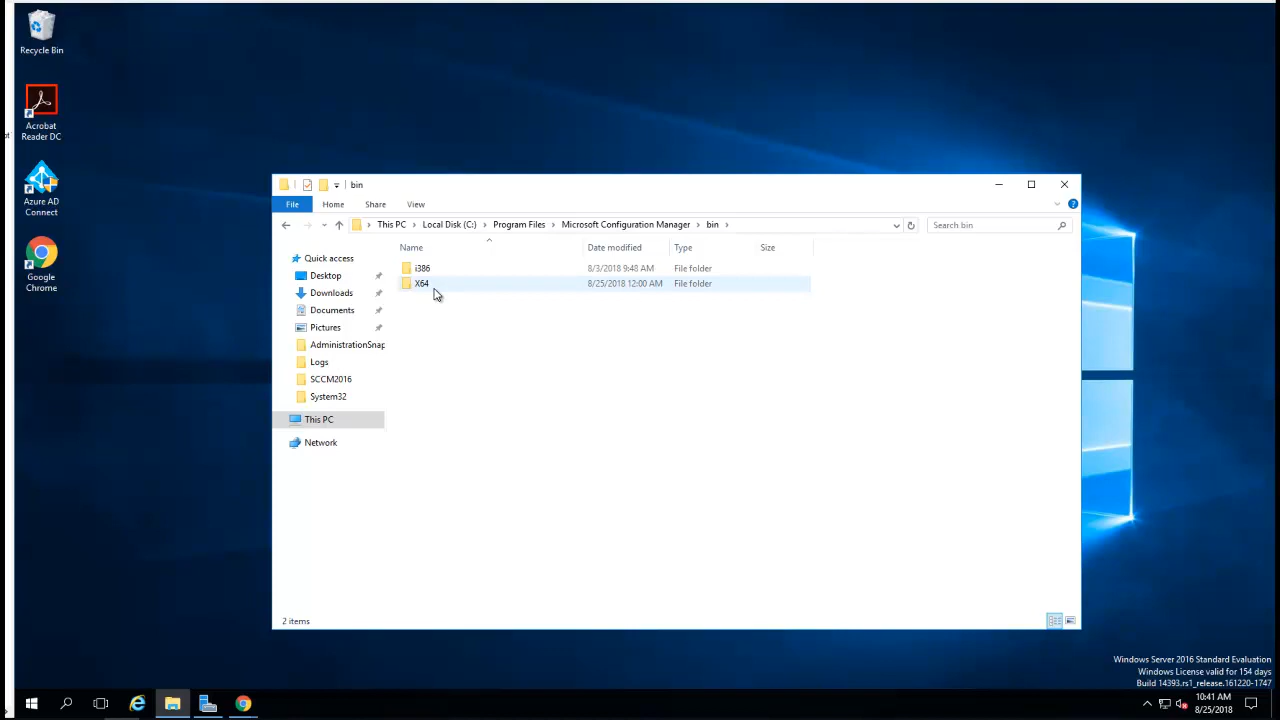 Recycle Bin
Acrobat
Reader DC
Azure AD
Connect
Google
Chrome
bin
File
Home
Share
View
This PC
Local Disk (C:)
Program Files
Microsoft Configuration Manager
bin
Search bin
Name
Date modified
Type
Size
i386
8/3/2018 9:48 AM
File folder
X64
8/25/2018 12:00 AM
File folder
Quick access
Desktop
Downloads
Documents
Pictures
AdministrationSnap
Logs
SCCM2016
System32
This PC
Network
2 items
Windows Server 2016 Standard Evaluation
Windows License valid for 154 days
Build 14393.rs1_release.161220-1747
10:41 AM
8/25/2018